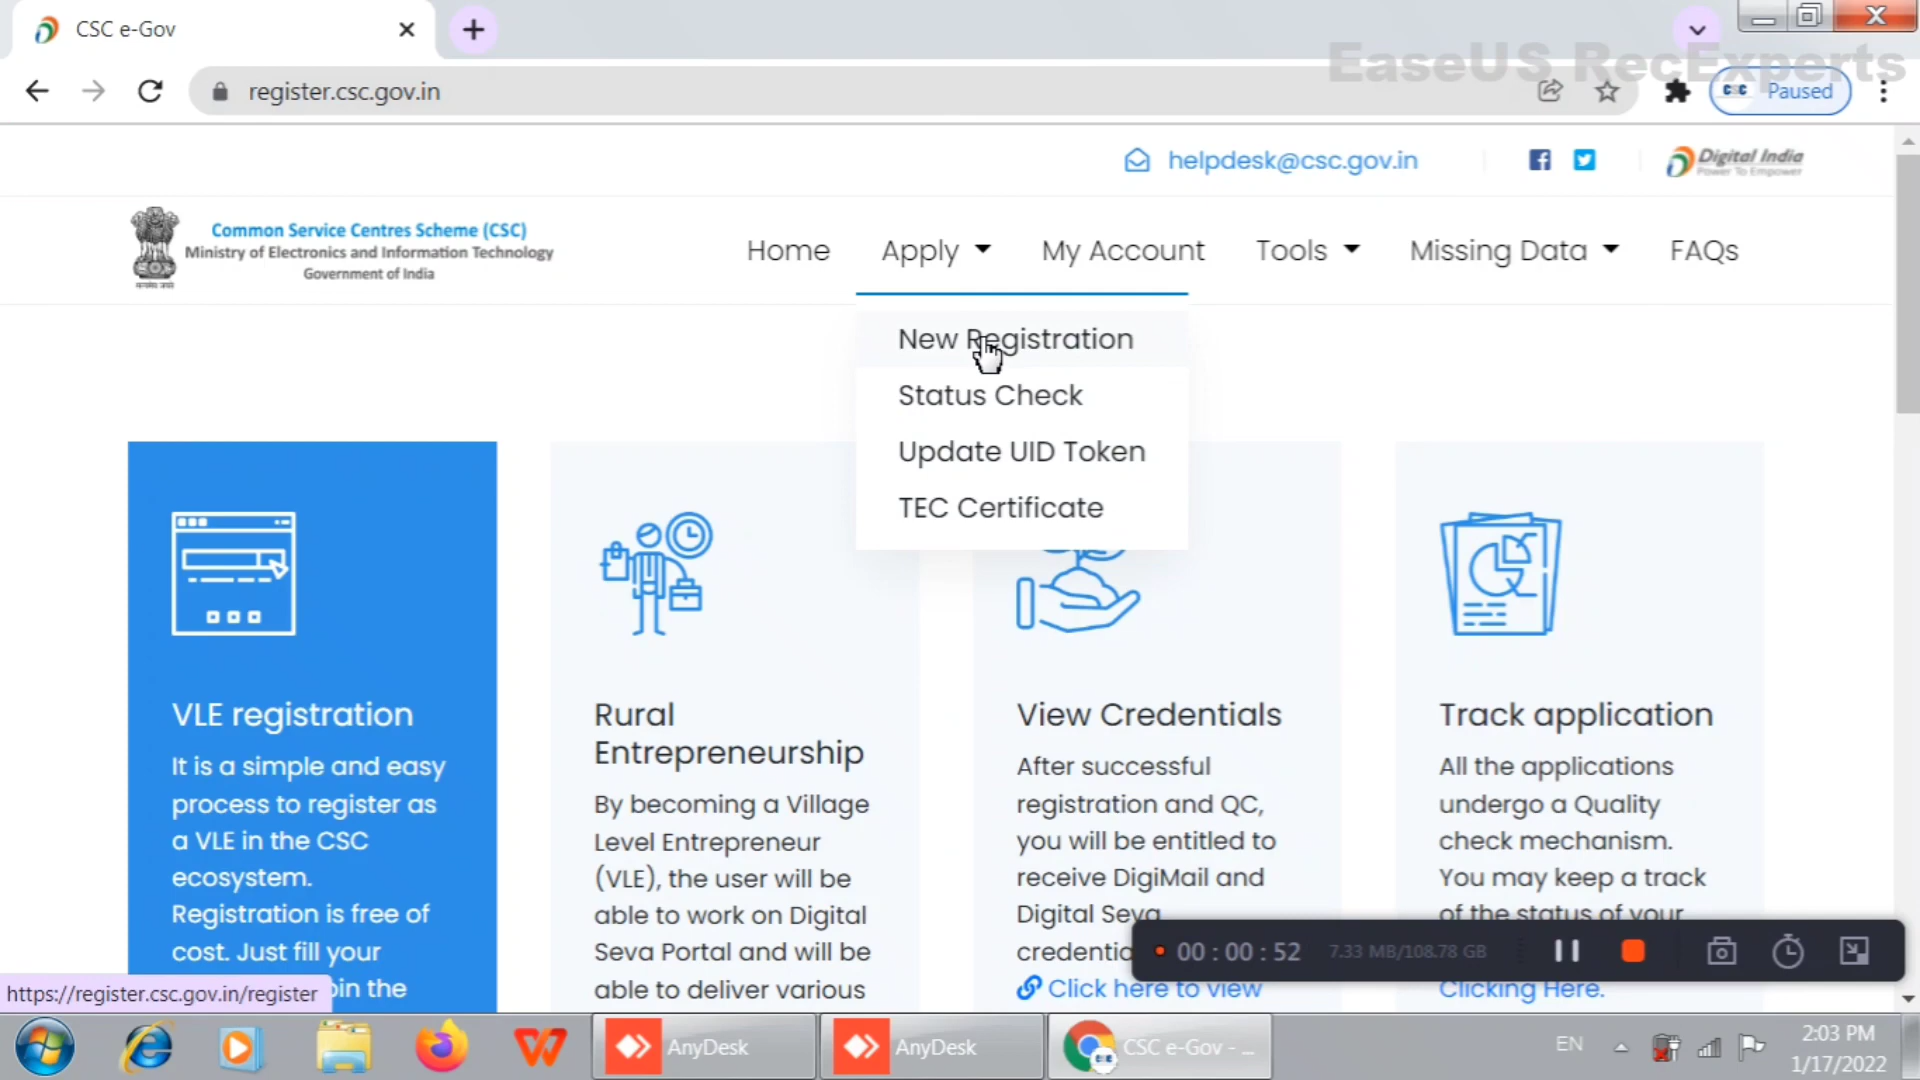 CSC e-Gov
EaseUS RecExperts
register.csc.gov.in
CSC Paused
helpdesk@csc.gov.in
Digital India
Power To Empower
Common Service Centres Scheme (CSC)
Ministry of Electronics and Information Technology
Government of India
Home Apply My Account Tools Missing Data FAQs
New Registration
Status Check
Update UID Token
TEC Certificate
VLE registration
It is a simple and easy
process to register as
a VLE in the CSC
ecosystem.
Registration is free of
cost. Just fill your
in the
Rural
Entrepreneurship
By becoming a Village
Level Entrepreneur
(VLE), the user will be
able to work on Digital
Seva Portal and will be
able to deliver various
View Credentials
After successful
registration and QC,
you will be entitled to
receive DigiMail and
Digital Seva
Click here to view
Track application
All the applications
undergo a Quality
check mechanism.
You may keep a track
of the status of your
Clicking Here.
00 : 00 : 52 7.33 MB/108.78 GB
https://register.csc.gov.in/register
AnyDesk
AnyDesk
CSC e-Gov - ...
EN
2:03 PM
1/17/2022